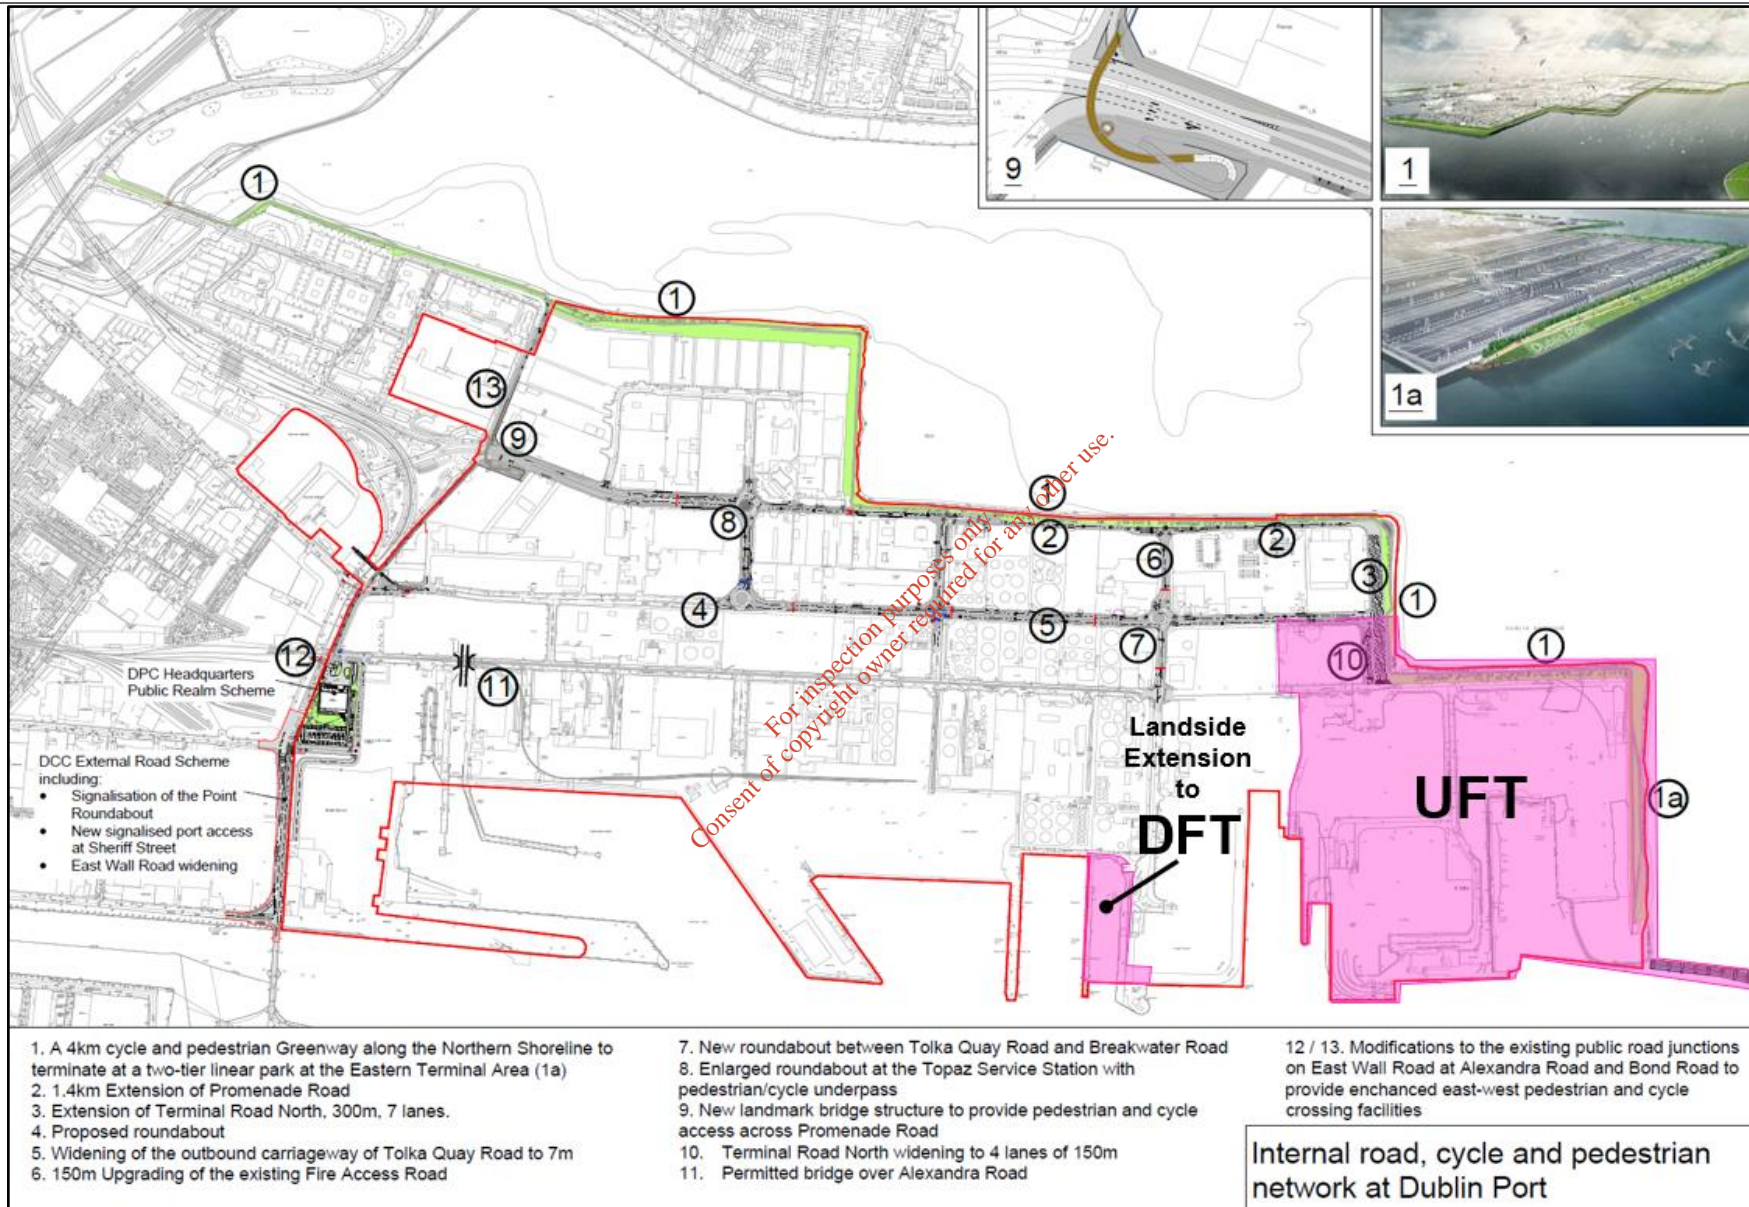 9
1
1a
1
1
13
9
8
1
2
6
2
3
1
4
5
7
1
10
12
11
1a
DPC Headquarters
Public Realm Scheme
DCC External Road Scheme
including:
• Signalisation of the Point
Roundabout
• New signalised port access
at Sheriff Street
• East Wall Road widening
Landside
Extension
to
DFT
UFT
For inspection purposes only.
Consent of copyright owner required for any other use.
Dublin Port
1. A 4km cycle and pedestrian Greenway along the Northern Shoreline to
terminate at a two-tier linear park at the Eastern Terminal Area (1a)
2. 1.4km Extension of Promenade Road
3. Extension of Terminal Road North, 300m, 7 lanes.
4. Proposed roundabout
5. Widening of the outbound carriageway of Tolka Quay Road to 7m
6. 150m Upgrading of the existing Fire Access Road
7. New roundabout between Tolka Quay Road and Breakwater Road
8. Enlarged roundabout at the Topaz Service Station with
pedestrian/cycle underpass
9. New landmark bridge structure to provide pedestrian and cycle
access across Promenade Road
10. Terminal Road North widening to 4 lanes of 150m
11. Permitted bridge over Alexandra Road
12 / 13. Modifications to the existing public road junctions
on East Wall Road at Alexandra Road and Bond Road to
provide enchanced east-west pedestrian and cycle
crossing facilities
Internal road, cycle and pedestrian
network at Dublin Port